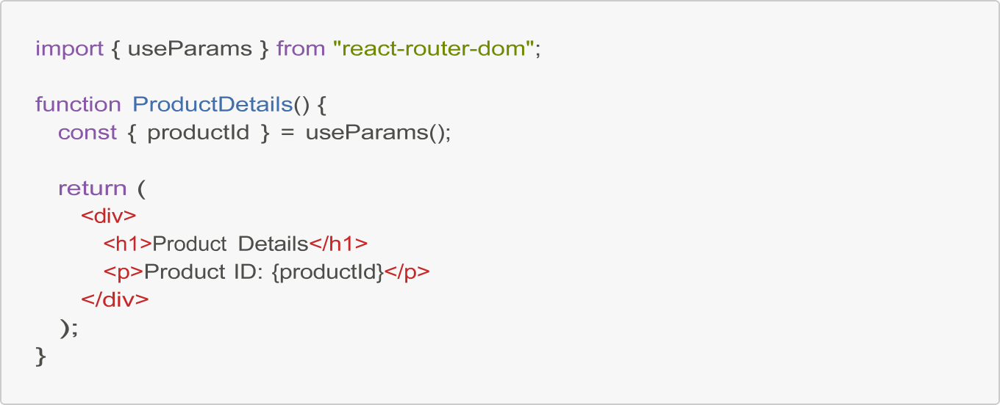 import { useParams } from "react-router-dom";
function ProductDetails() {
const { productId } = useParams();
return (
<div>
<h1>Product Details</h1>
<p>Product ID: {productId}</p>
</div>
);
}